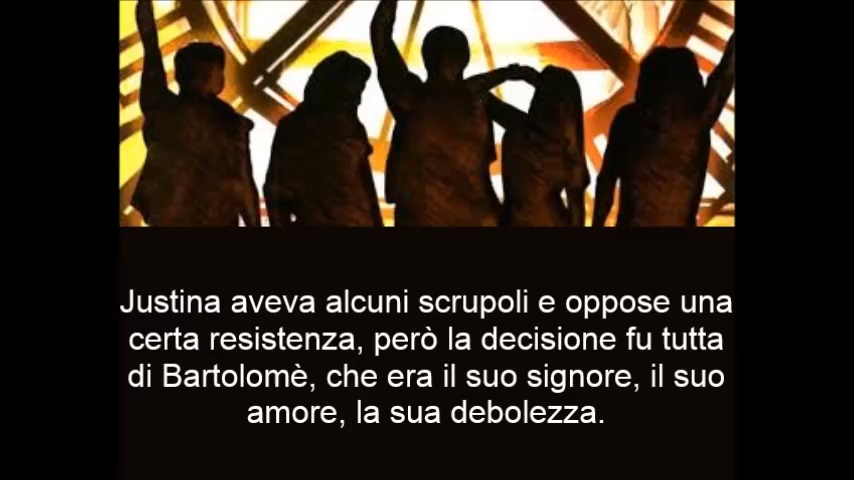 Justina aveva alcuni scrupoli e oppose una
certa resistenza, però la decisione fu tutta
di Bartolomè, che era il suo signore, il suo
amore, la sua debolezza.